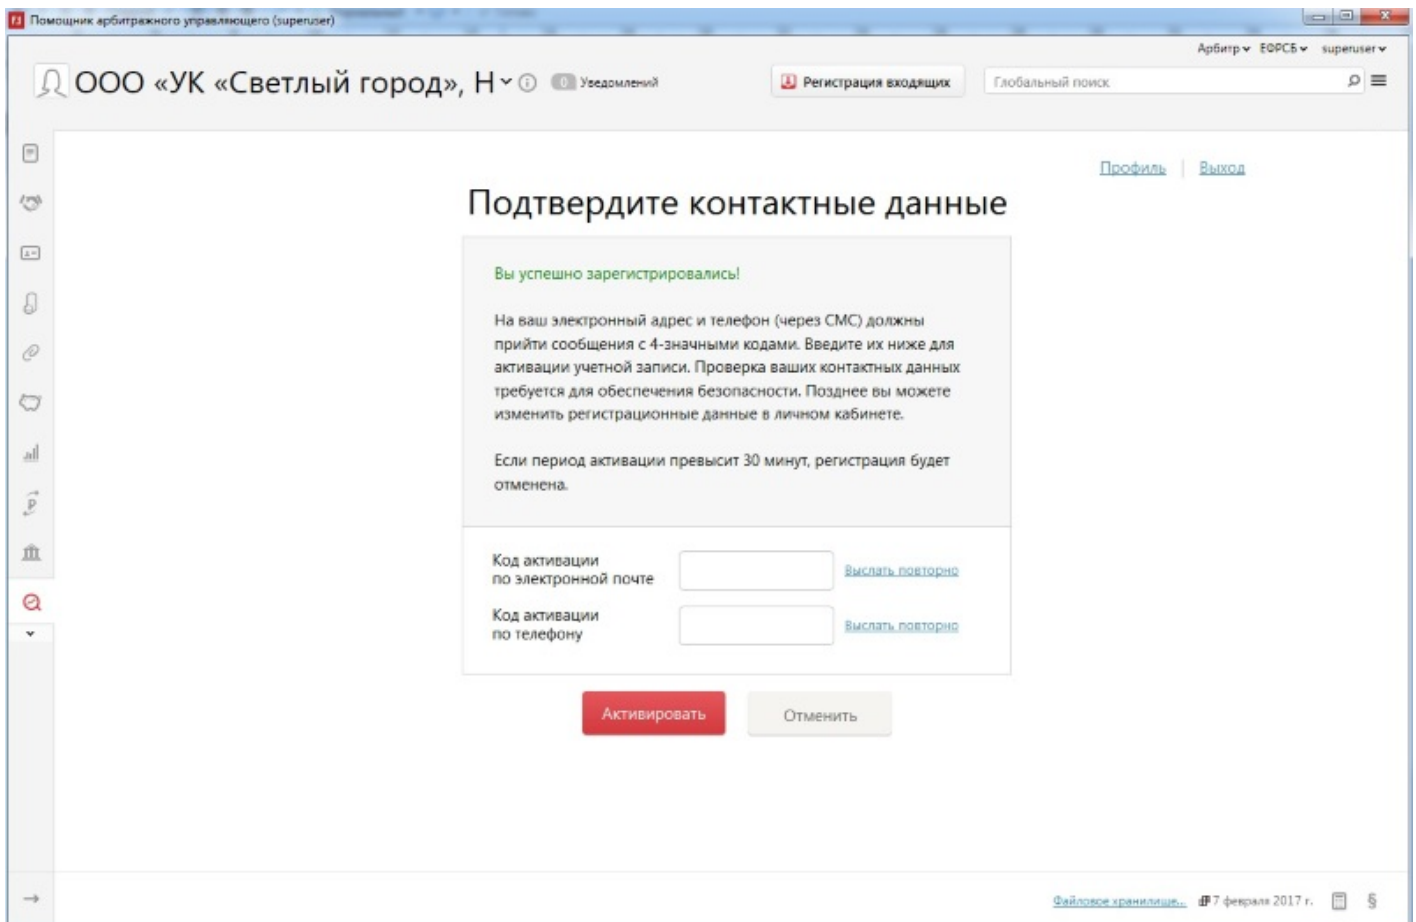 Помощник арбитражного управляющего (superuser)
Арбитр ЕФРСБ superuser
ООО «УК «Светлый город», Н 0 Уведомлений Регистрация входящих Глобальный поиск
Профиль Выход
Подтвердите контактные данные
Вы успешно зарегистрировались!
На ваш электронный адрес и телефон (через СМС) должны
прийти сообщения с 4-значными кодами. Введите их ниже для
активации учетной записи. Проверка ваших контактных данных
требуется для обеспечения безопасности. Позднее вы можете
изменить регистрационные данные в личном кабинете.
Если период активации превысит 30 минут, регистрация будет
отменена.
Код активации
по электронной почте Выслать повторно
Код активации
по телефону Выслать повторно
Активировать Отменить
Файловое хранилище... 7 февраля 2017 г. §